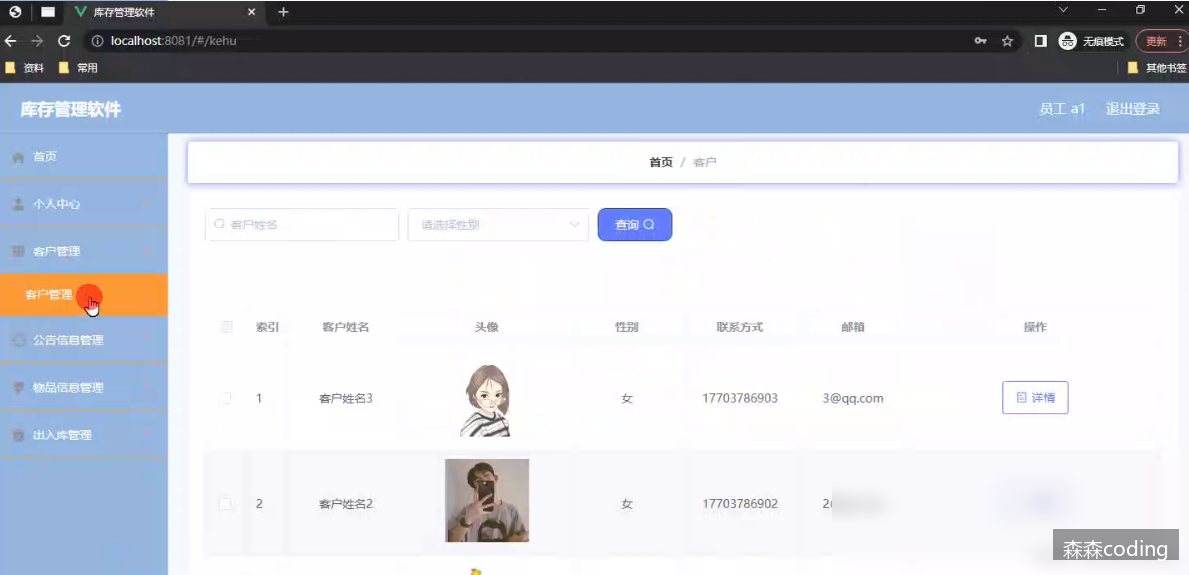 库存管理软件
localhost:8081/#/kehu
无痕模式
更新
资料
常用
其他书签
库存管理软件
员工 a1
退出登录
首页
个人中心
客户管理
客户管理
公告信息管理
物品信息管理
出入库管理
首页 / 客户
客户姓名
请选择性别
查询
索引 客户姓名 头像 性别 联系方式 邮箱 操作
1 客户姓名3 女 17703786903 3@qq.com 详情
2 客户姓名2 女 17703786902
森森coding